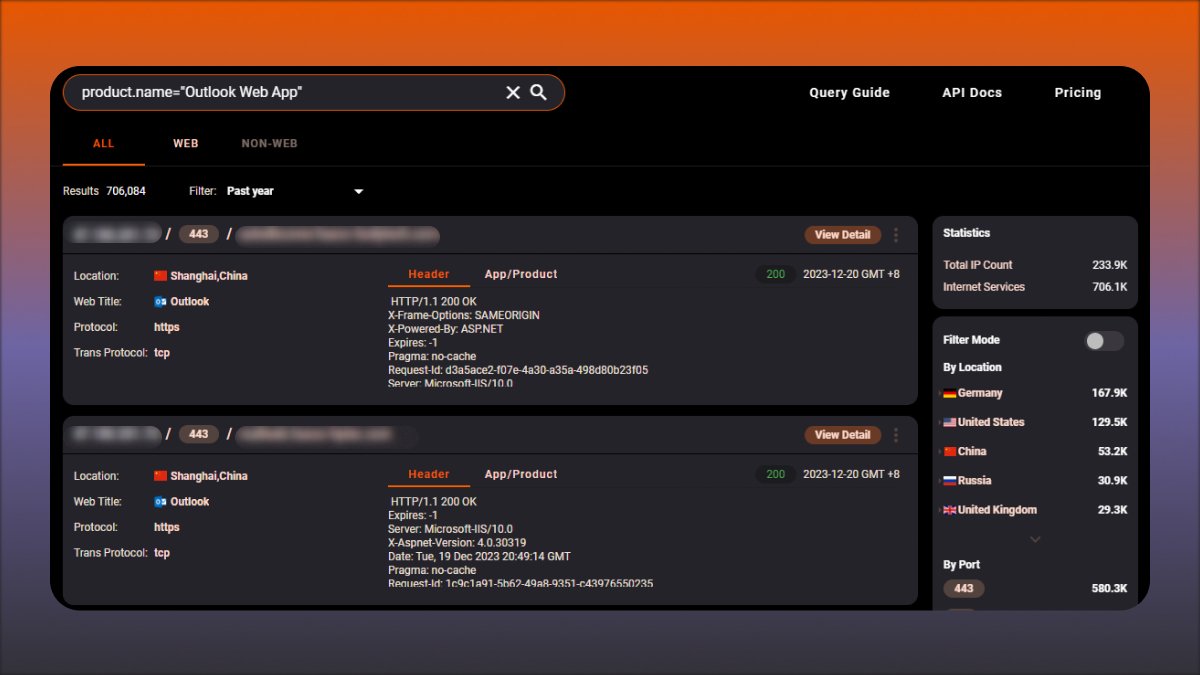 product.name="Outlook Web App"
Query Guide API Docs Pricing
ALL WEB NON-WEB
Results 706,084 Filter: Past year
/ 443 /
View Detail
Location: Shanghai,China
Web Title: Outlook
Protocol: https
Trans Protocol: tcp
Header App/Product 200 2023-12-20 GMT +8
HTTP/1.1 200 OK
X-Frame-Options: SAMEORIGIN
X-Powered-By: ASP.NET
Expires: -1
Pragma: no-cache
Request-Id: d3a5ace2-f07e-4a30-a35a-498d80b23f05
Server: Microsoft-IIS/10.0
/ 443 /
View Detail
Location: Shanghai,China
Web Title: Outlook
Protocol: https
Trans Protocol: tcp
Header App/Product 200 2023-12-20 GMT +8
HTTP/1.1 200 OK
Expires: -1
Server: Microsoft-IIS/10.0
X-Aspnet-Version: 4.0.30319
Date: Tue, 19 Dec 2023 20:49:14 GMT
Pragma: no-cache
Request-Id: 1c9c1a91-5b62-49a8-9351-c43976550235
Statistics
Total IP Count 233.9K
Internet Services 706.1K
Filter Mode
By Location
Germany 167.9K
United States 129.5K
China 53.2K
Russia 30.9K
United Kingdom 29.3K
By Port
443 580.3K